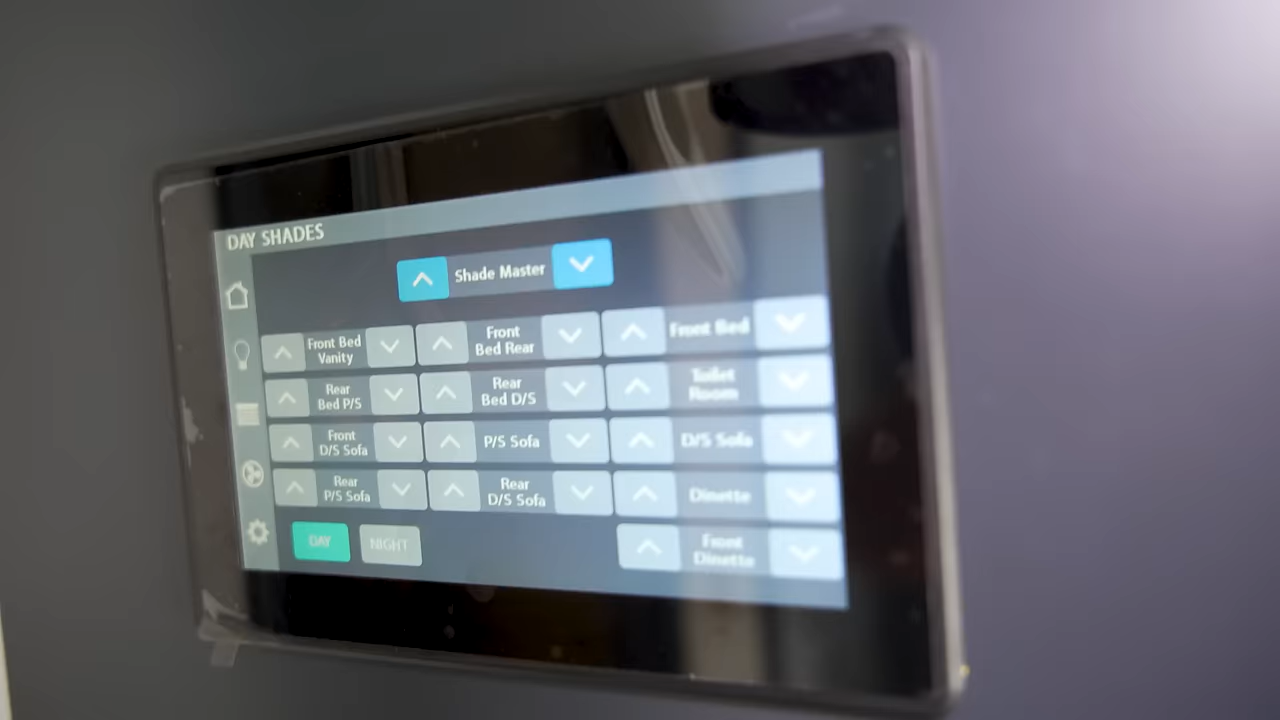 DAY SHADES
Shade Master
Front Bed
Vanity
Front
Bed Rear
Front Bed
Rear
Bed P/S
Rear
Bed D/S
Toilet
Room
Front
D/S Sofa
P/S Sofa
D/S Sofa
Rear
P/S Sofa
Rear
D/S Sofa
Dinette
DAY
NIGHT
Front
Dinette